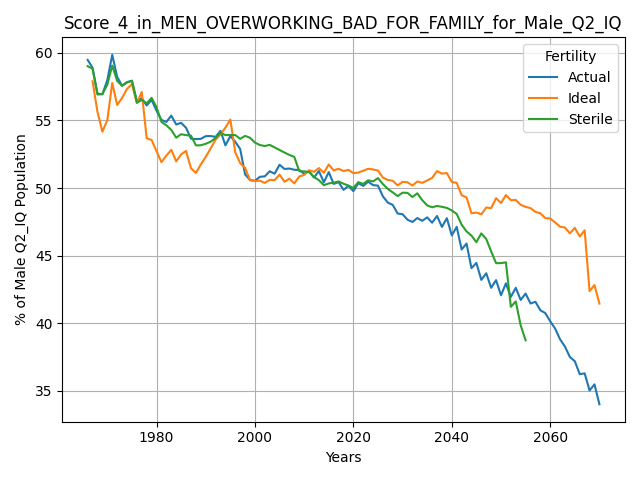 Score_4_in_MEN_OVERWORKING_BAD_FOR_FAMILY_for_Male_Q2_IQ
Fertility
Actual
Ideal
Sterile
% of Male Q2_IQ Population
60
55
50
45
40
35
1980
2000
2020
2040
2060
Years